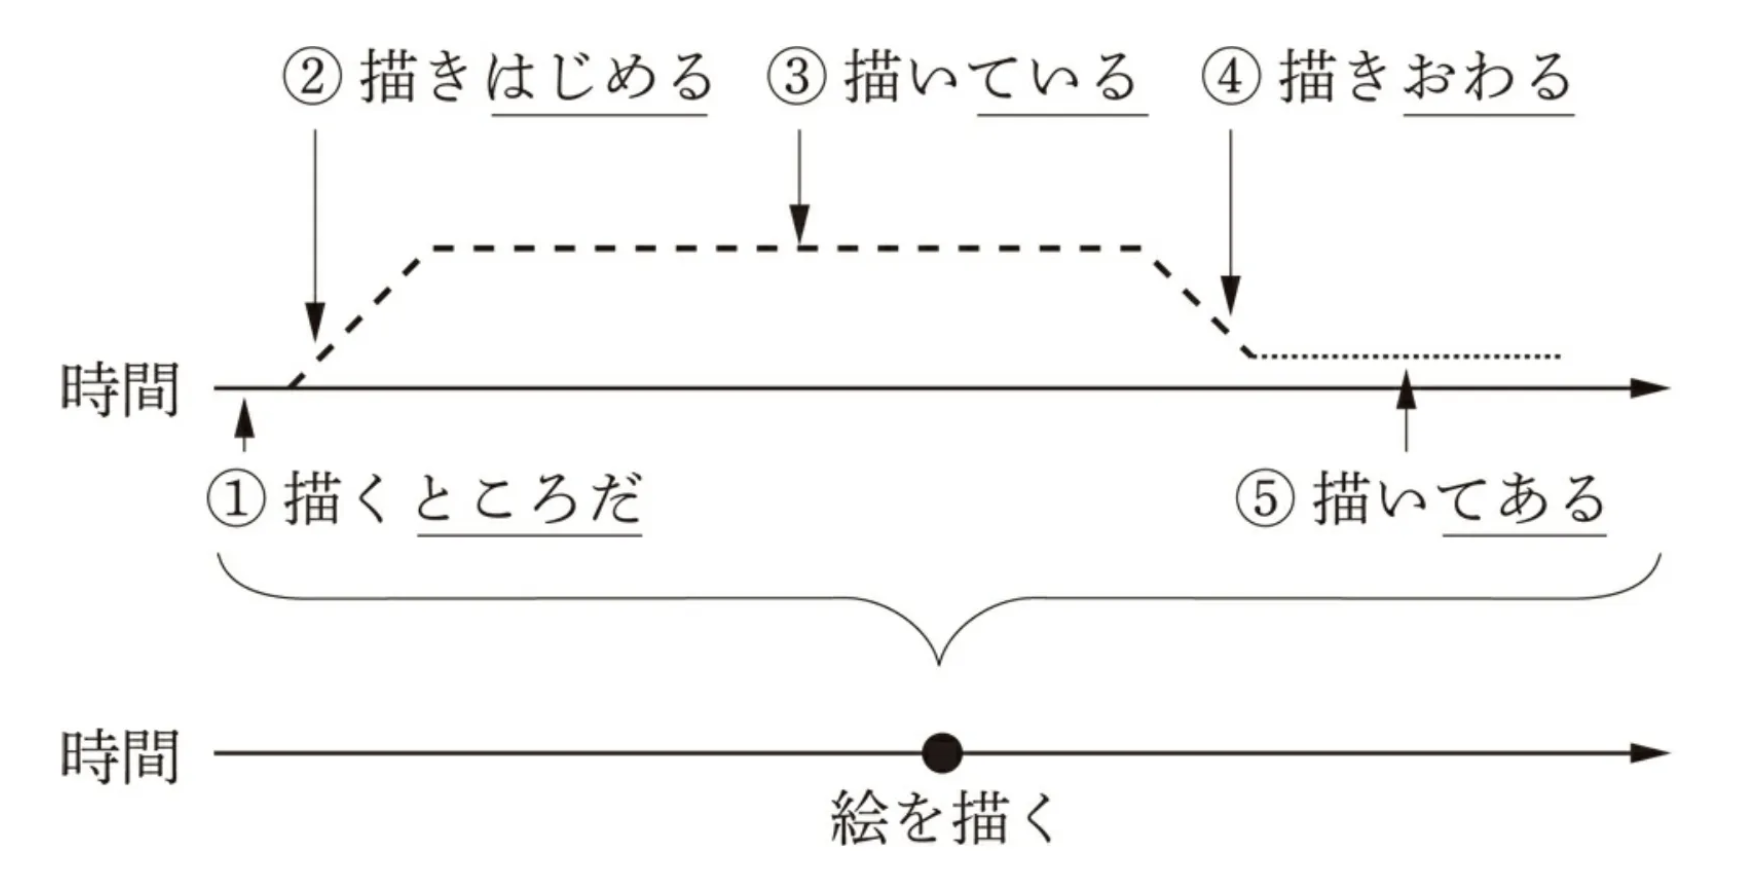 ② 描きはじめる ③ 描いている ④ 描きおわる
時間
① 描くところだ ⑤ 描いてある
時間
絵を描く